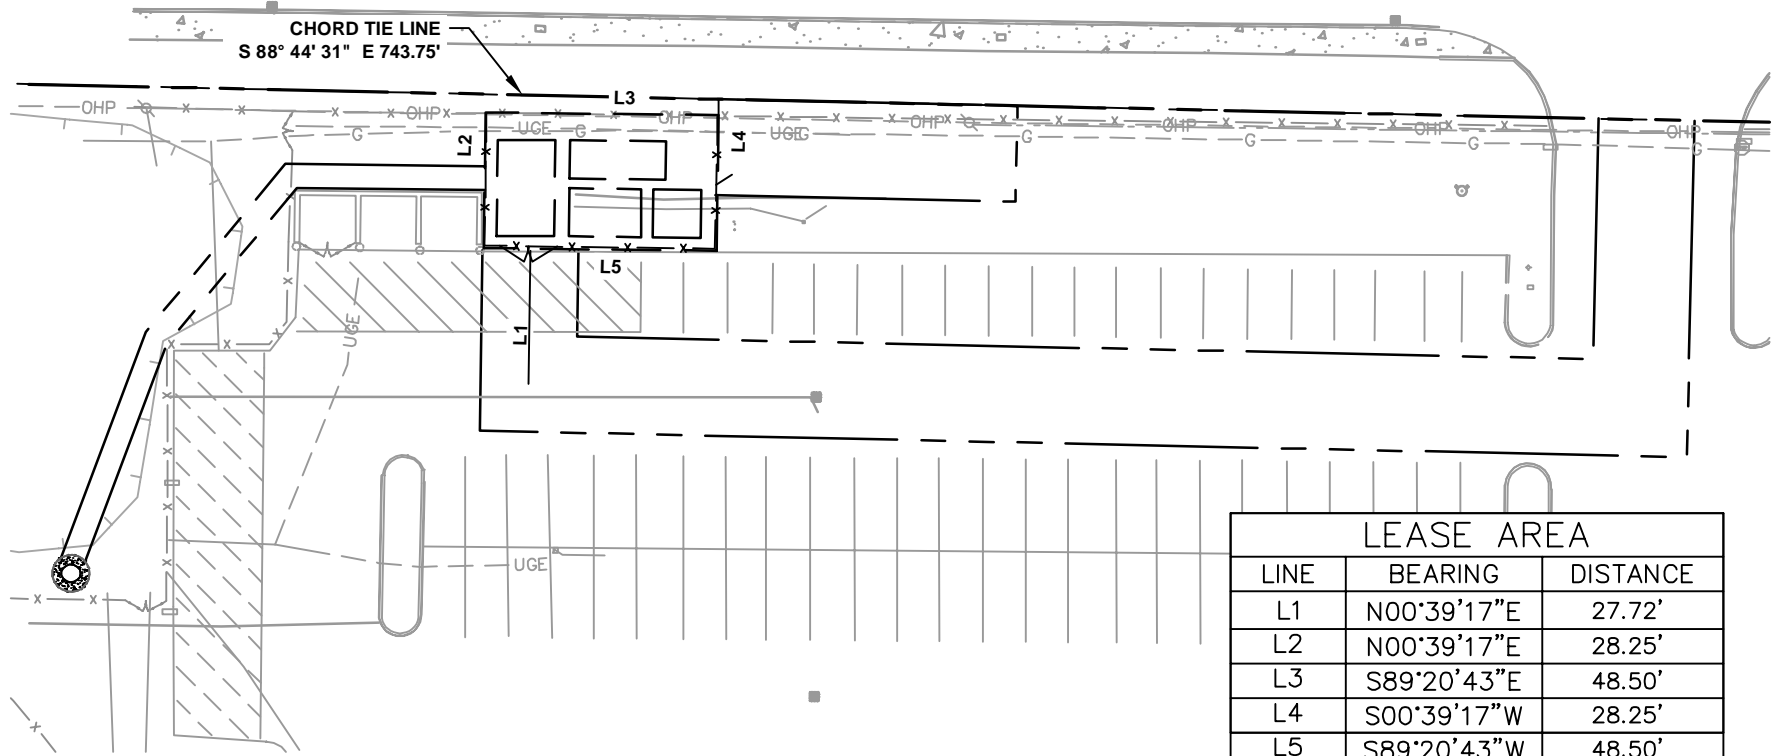 CHORD TIE LINE
S 88° 44' 31" E 743.75'
L3
OHP OHP OHP OHP OHP OHP OHP
UGE G UGE G
G G G G G
L2
L4
L5
L1
UGE
UGE
LEASE AREA
LINE BEARING DISTANCE
L1 N00°39'17"E 27.72'
L2 N00°39'17"E 28.25'
L3 S89°20'43"E 48.50'
L4 S00°39'17"W 28.25'
L5 S89°20'43"W 48.50'